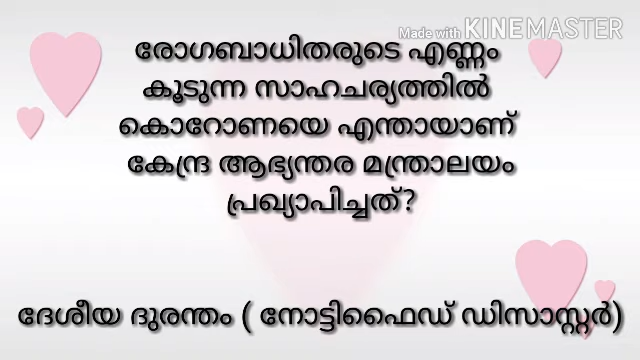 Made with KINEMASTER
രോഗബാധിതരുടെ എണ്ണം
കൂടുന്ന സാഹചര്യത്തിൽ
കൊറോണയെ എന്തായാണ്
കേന്ദ്ര ആഭ്യന്തര മന്ത്രാലയം
പ്രഖ്യാപിച്ചത്?
ദേശീയ ദുരന്തം ( നോട്ടിഫൈഡ് ഡിസാസ്റ്റർ)